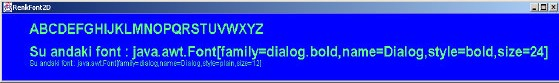 RenkFont2D
ABCDEFGHIJKLMNOPQRSTUVWXYZ
Su andaki font : java.awt.Font[family=dialog.bold,name=Dialog,style=bold,size=24]
Su andaki font: java.awt.Font[family=dialog,name=Dialog,style=plain,size=12]